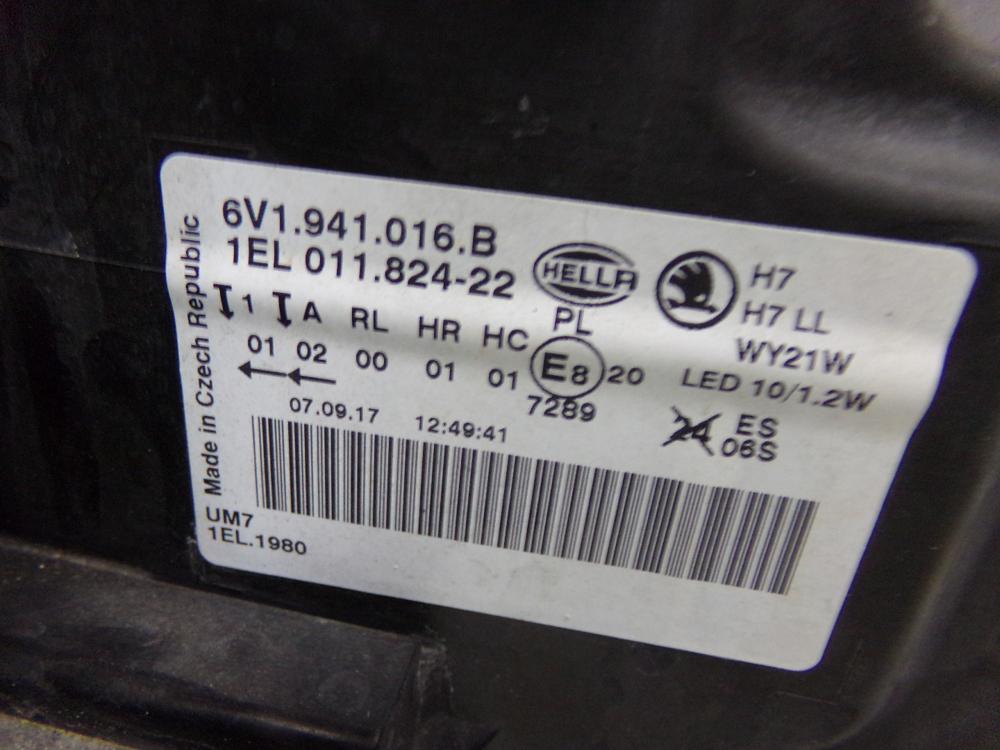 6V1.941.016.B
1EL 011.824-22
HELLA
H7
H7 LL
WY21W
LED 10/1.2W
1 A RL HR HC PL
01 02 00 01 01 E8 20
7289
24 ES
06S
07.09.17 12:49:41
Made in Czech Republic
UM7
1EL.1980